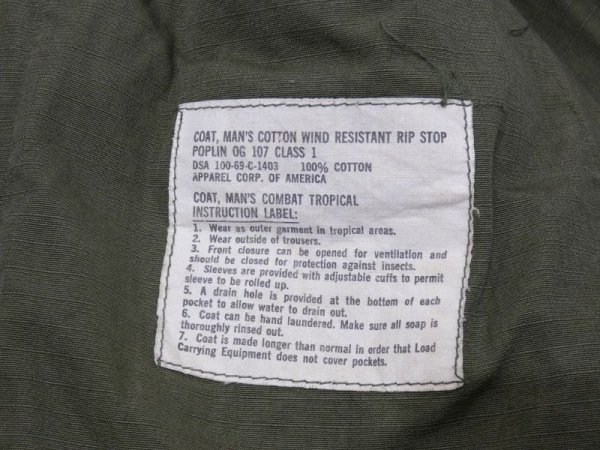 COAT, MAN'S COTTON WIND RESISTANT RIP STOP
POPLIN OG 107 CLASS 1
DSA 100-69-C-1403 100% COTTON
APPAREL CORP. OF AMERICA
COAT, MAN'S COMBAT TROPICAL
INSTRUCTION LABEL:
1. Wear as outer garment in tropical areas.
2. Wear outside of trousers.
3. Front closure can be opened for ventilation and
should be closed for protection against insects.
4. Sleeves are provided with adjustable cuffs to permit
sleeve to be rolled up.
5. A drain hole is provided at the bottom of each
pocket to allow water to drain out.
6. Coat can be hand laundered. Make sure all soap is
thoroughly rinsed out.
7. Coat is made longer than normal in order that Load
Carrying Equipment does not cover pockets.